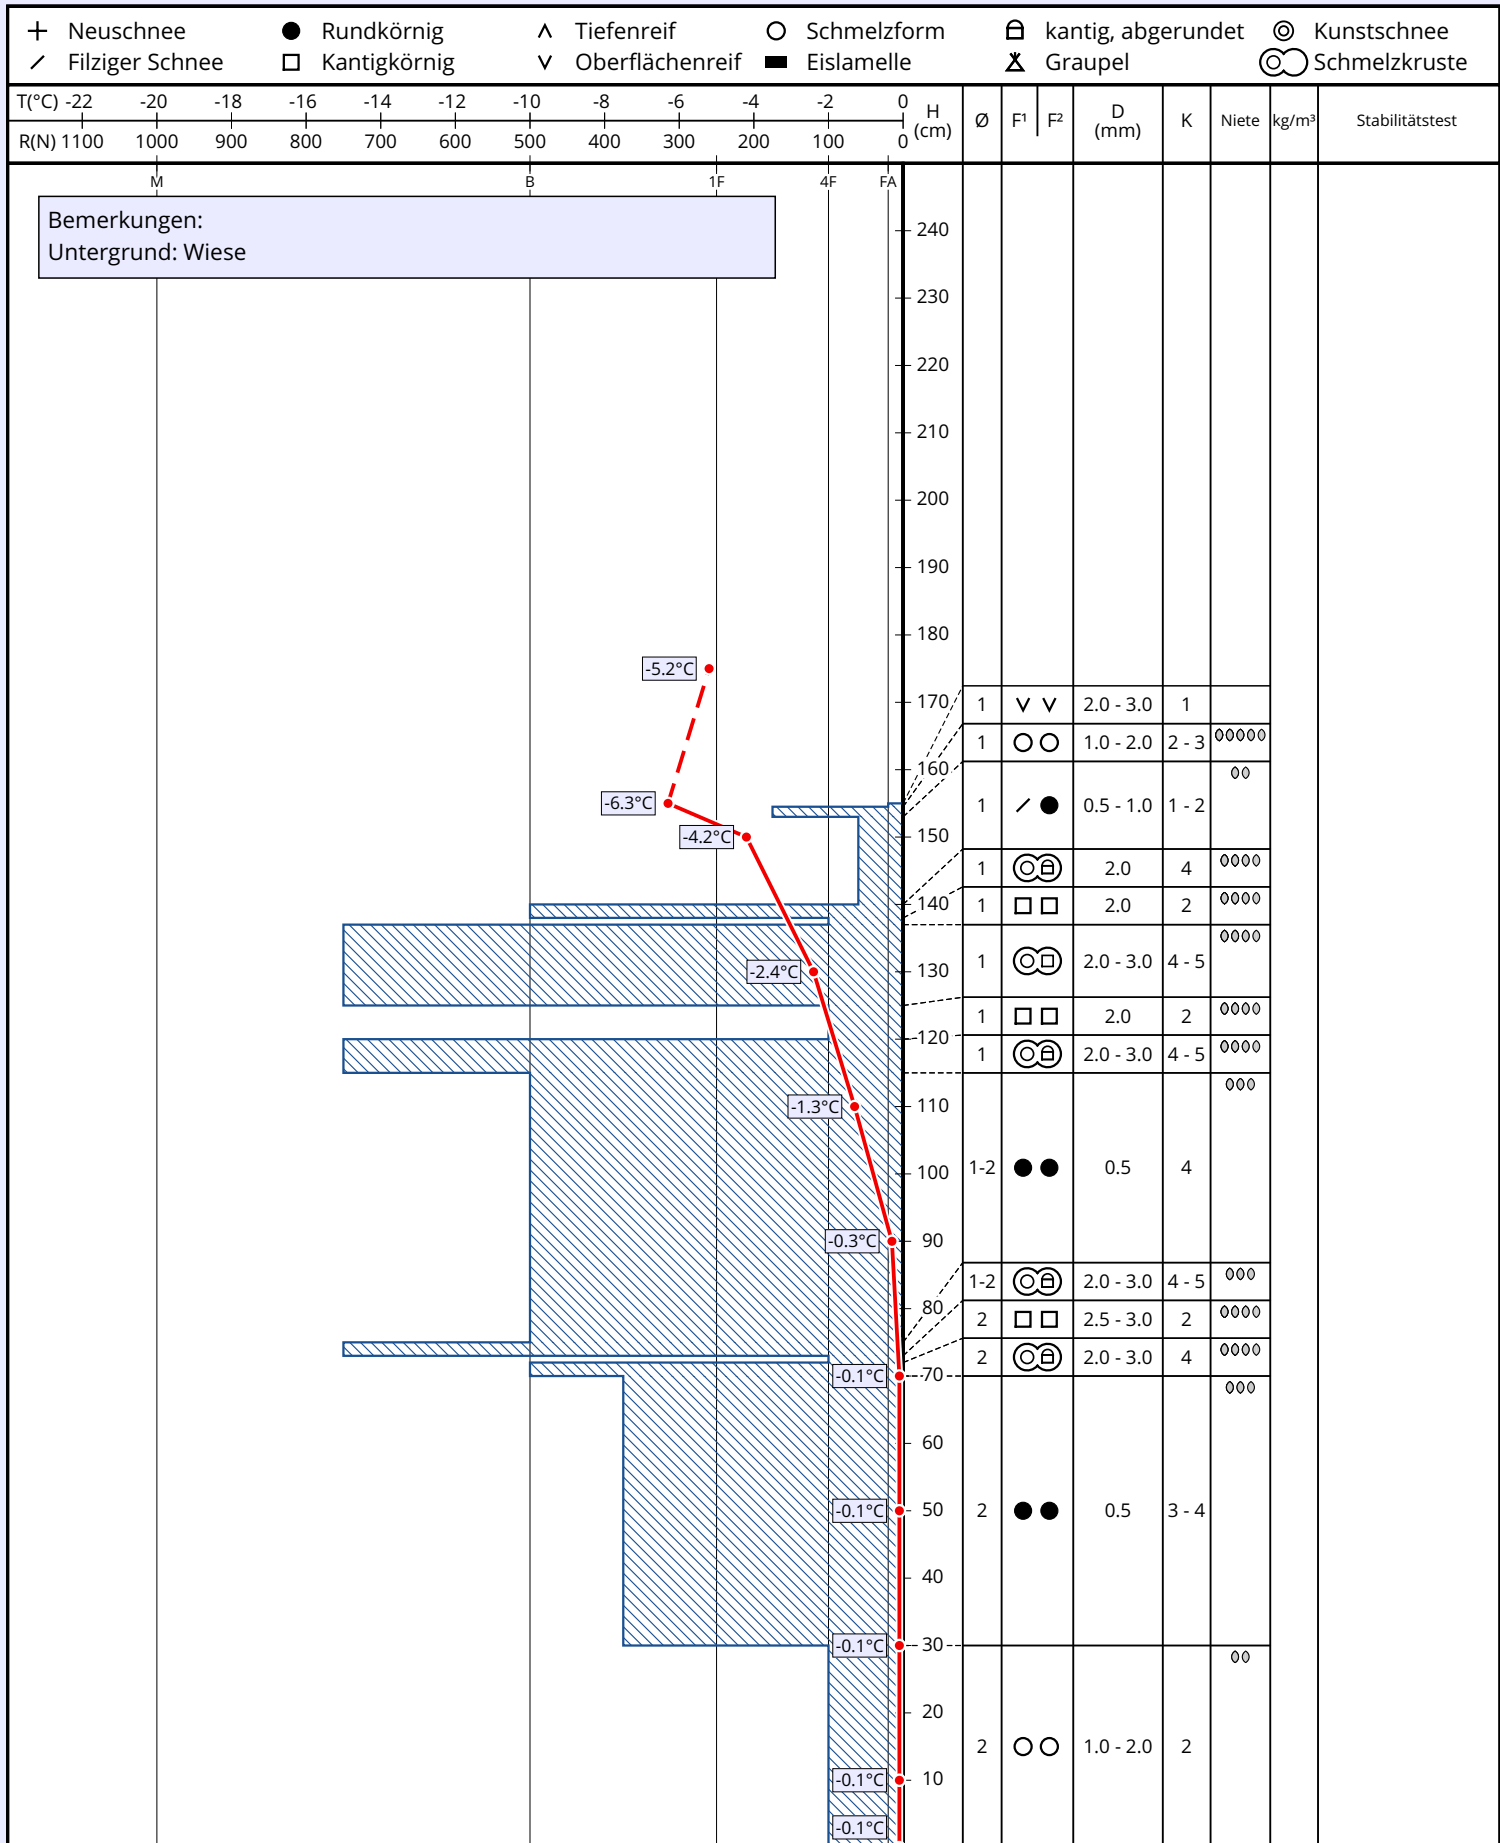 Neuschnee Rundkörnig Tiefenreif Schmelzform kantig, abgerundet Kunstschnee
Filziger Schnee Kantigkörnig Oberflächenreif Eislamelle Graupel Schmelzkruste
T(°C) -22 -20 -18 -16 -14 -12 -10 -8 -6 -4 -2 0
R(N) 1100 1000 900 800 700 600 500 400 300 200 100 0
H (cm) Ø F¹ F² D (mm) K Niete kg/m³ Stabilitätstest
M B 1F 4F FA
Bemerkungen:
Untergrund: Wiese
240
230
220
210
200
190
180
-5.2°C
170 1 2.0 - 3.0 1
1 1.0 - 2.0 2 - 3
160
-6.3°C 1 0.5 - 1.0 1 - 2
-4.2°C 150
1 2.0 4
140 1 2.0 2
-2.4°C 130 1 2.0 - 3.0 4 - 5
1 2.0 2
120
1 2.0 - 3.0 4 - 5
-1.3°C 110
100 1-2 0.5 4
-0.3°C 90
1-2 2.0 - 3.0 4 - 5
80
2 2.5 - 3.0 2
2 2.0 - 3.0 4
-0.1°C 70
60
-0.1°C 50 2 0.5 3 - 4
40
-0.1°C 30
20
2 1.0 - 2.0 2
-0.1°C 10
-0.1°C